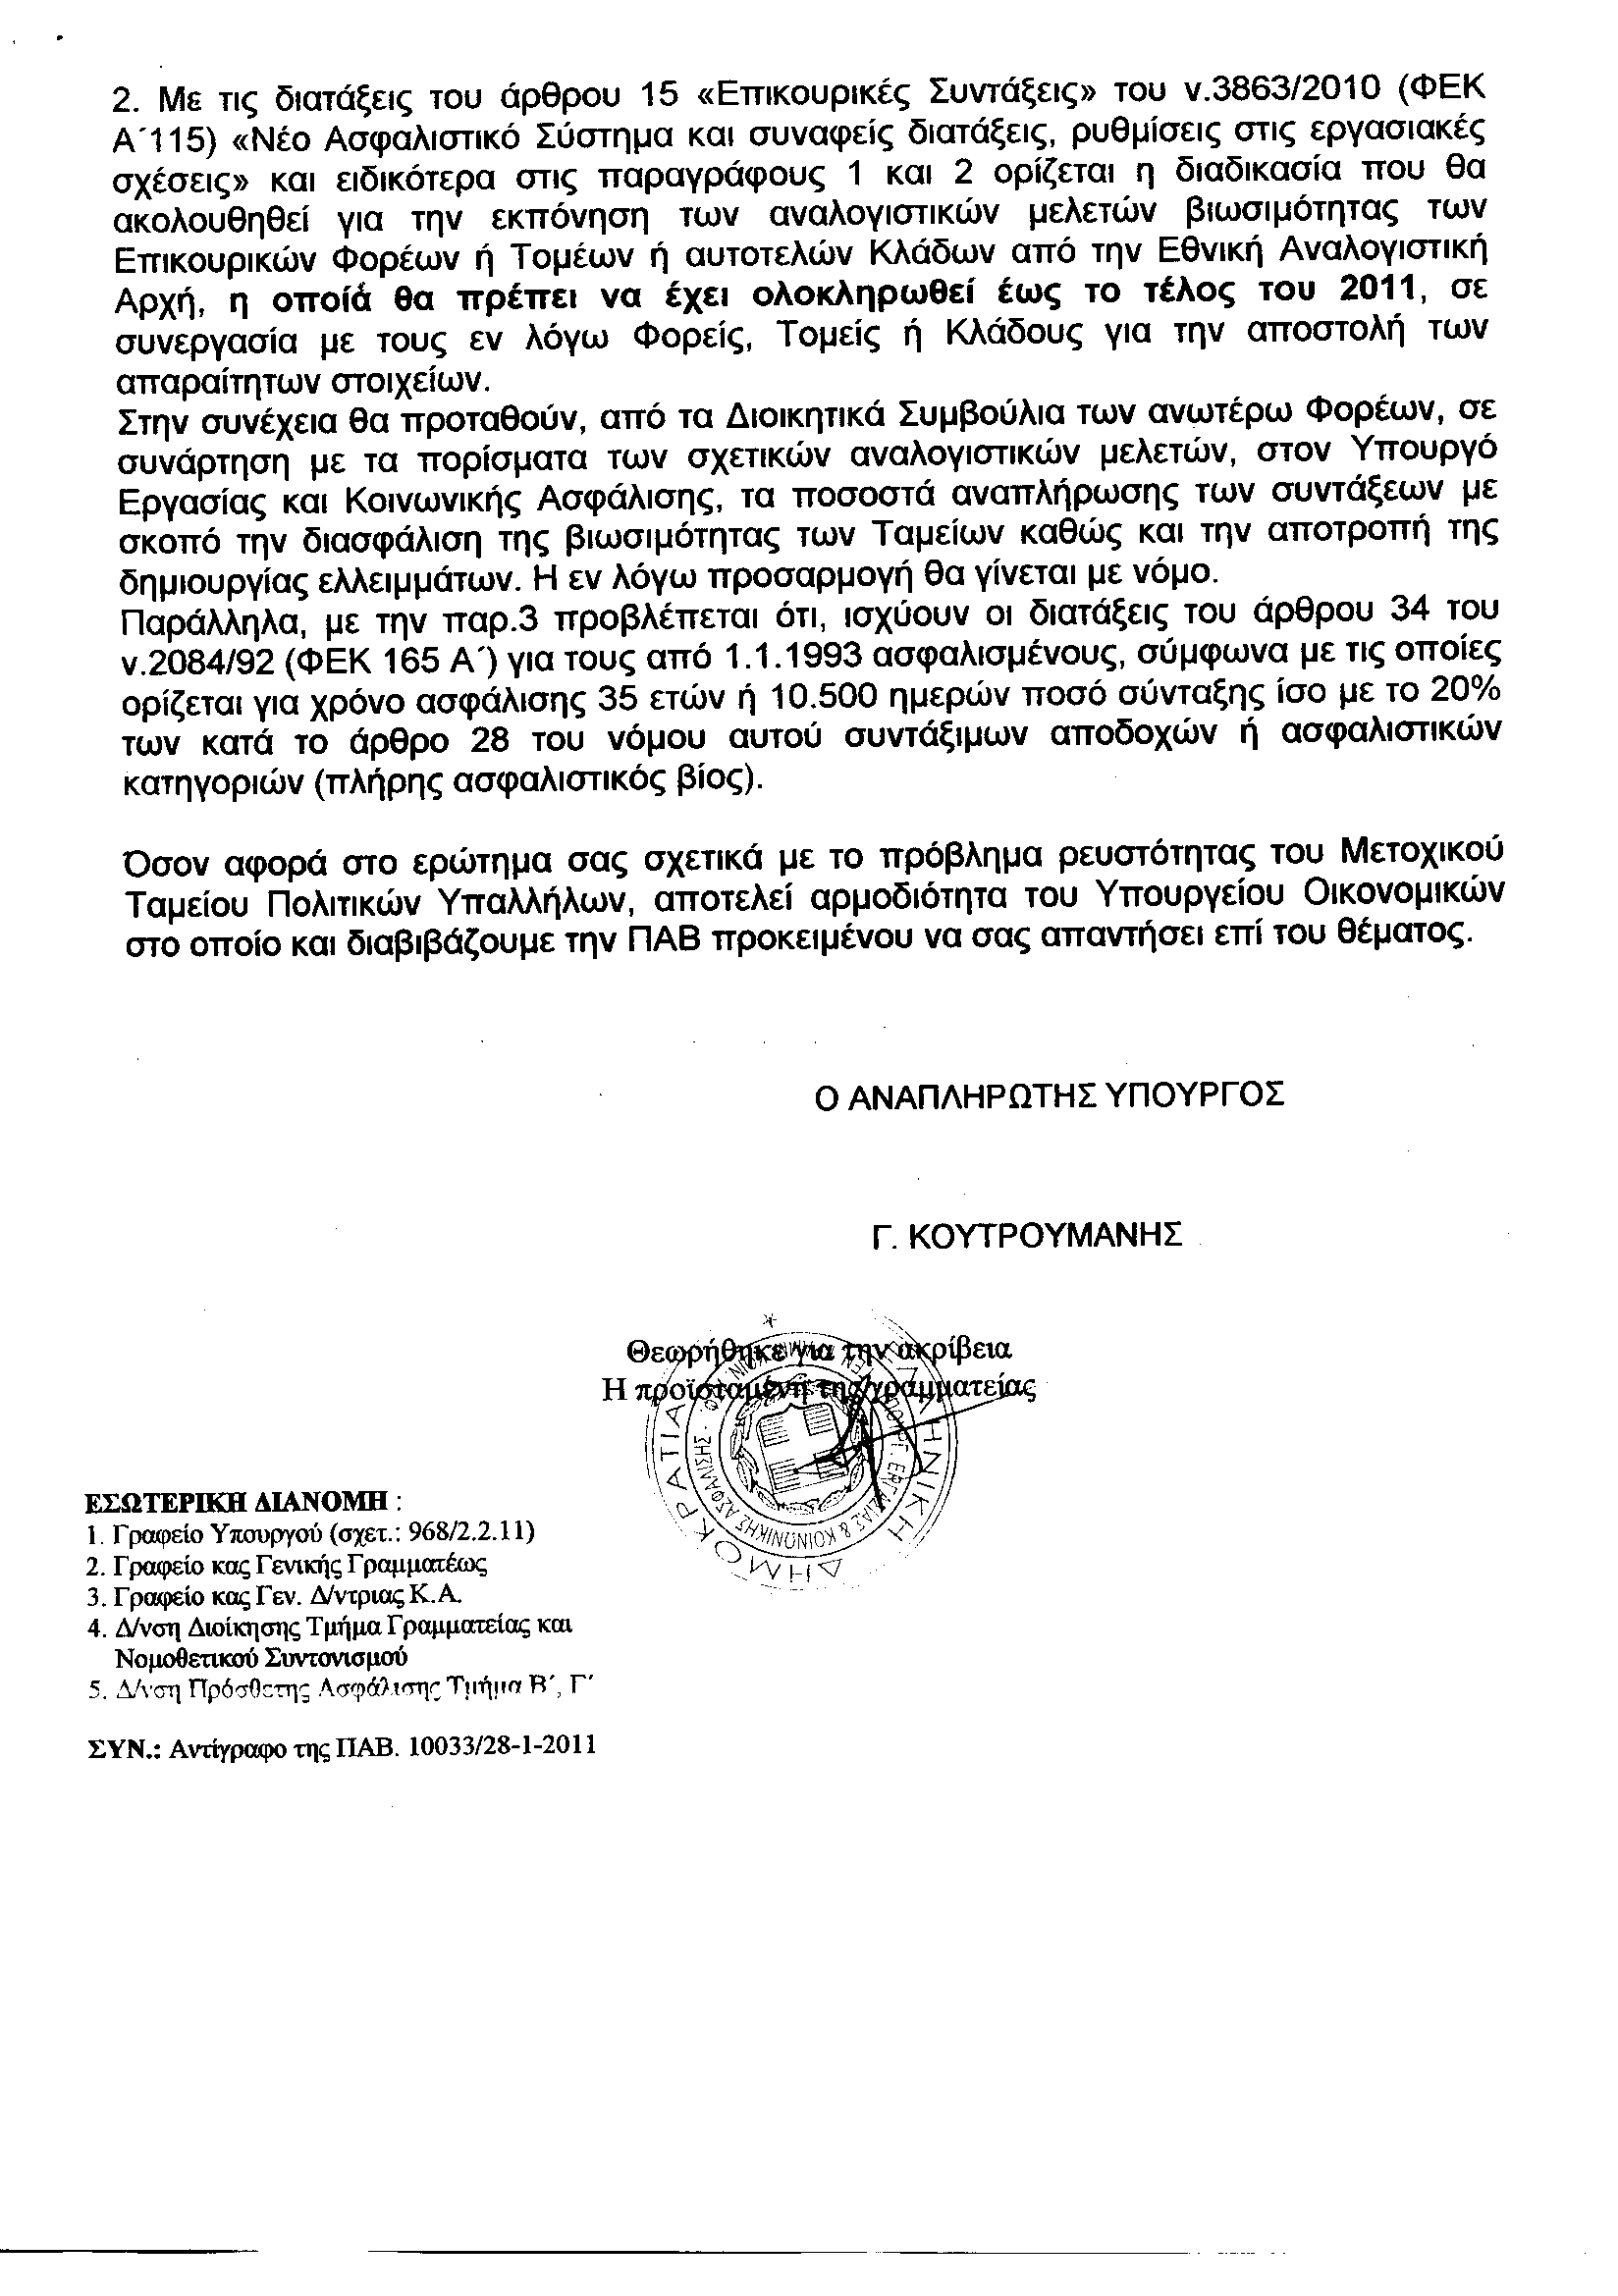 2. Με τις διατάξεις του άρθρου 15 «Επικουρικές Συντάξεις» του ν.3863/2010 (ΦΕΚ
Α΄115) «Νέο Ασφαλιστικό Σύστημα και συναφείς διατάξεις, ρυθμίσεις στις εργασιακές
σχέσεις» και ειδικότερα στις παραγράφους 1 και 2 ορίζεται η διαδικασία που θα
ακολουθηθεί για την εκπόνηση των αναλογιστικών μελετών βιωσιμότητας των
Επικουρικών Φορέων ή Τομέων ή αυτοτελών Κλάδων από την Εθνική Αναλογιστική
Αρχή, η οποία θα πρέπει να έχει ολοκληρωθεί έως το τέλος του 2011, σε
συνεργασία με τους εν λόγω Φορείς, Τομείς ή Κλάδους για την αποστολή των
απαραίτητων στοιχείων.
Στην συνέχεια θα προταθούν, από τα Διοικητικά Συμβούλια των ανωτέρω Φορέων, σε
συνάρτηση με τα πορίσματα των σχετικών αναλογιστικών μελετών, στον Υπουργό
Εργασίας και Κοινωνικής Ασφάλισης, τα ποσοστά αναπλήρωσης των συντάξεων με
σκοπό την διασφάλιση της βιωσιμότητας των Ταμείων καθώς και την αποτροπή της
δημιουργίας ελλειμμάτων. Η εν λόγω προσαρμογή θα γίνεται με νόμο.
Παράλληλα, με την παρ.3 προβλέπεται ότι, ισχύουν οι διατάξεις του άρθρου 34 του
ν.2084/92 (ΦΕΚ 165 Α΄) για τους από 1.1.1993 ασφαλισμένους, σύμφωνα με τις οποίες
ορίζεται για χρόνο ασφάλισης 35 ετών ή 10.500 ημερών ποσό σύνταξης ίσο με το 20%
των κατά το άρθρο 28 του νόμου αυτού συντάξιμων αποδοχών ή ασφαλιστικών
κατηγοριών (πλήρης ασφαλιστικός βίος).
Όσον αφορά στο ερώτημα σας σχετικά με το πρόβλημα ρευστότητας του Μετοχικού
Ταμείου Πολιτικών Υπαλλήλων, αποτελεί αρμοδιότητα του Υπουργείου Οικονομικών
στο οποίο και διαβιβάζουμε την ΠΑΒ προκειμένου να σας απαντήσει επί του θέματος.
Ο ΑΝΑΠΛΗΡΩΤΗΣ ΥΠΟΥΡΓΟΣ
Γ. ΚΟΥΤΡΟΥΜΑΝΗΣ
Θεωρήθηκε για την ακρίβεια
Η προϊσταμένη της γραμματείας
ΕΛΛΗΝΙΚΗ ΔΗΜΟΚΡΑΤΙΑ
ΕΡΓΑΣΙΑΣ & ΚΟΙΝΩΝΙΚΗΣ ΑΣΦΑΛΙΣΗΣ
ΕΣΩΤΕΡΙΚΗ ΔΙΑΝΟΜΗ :
1. Γραφείο Υπουργού (σχετ.: 968/2.2.11)
2. Γραφείο κας Γενικής Γραμματέως
3. Γραφείο κας Γεν. Δ/ντριας Κ.Α.
4. Δ/νση Διοίκησης Τμήμα Γραμματείας και
Νομοθετικού Συντονισμού
5. Δ/νση Πρόσθετης Ασφάλισης Τμήμα Β΄, Γ΄
ΣΥΝ.: Αντίγραφο της ΠΑΒ. 10033/28-1-2011